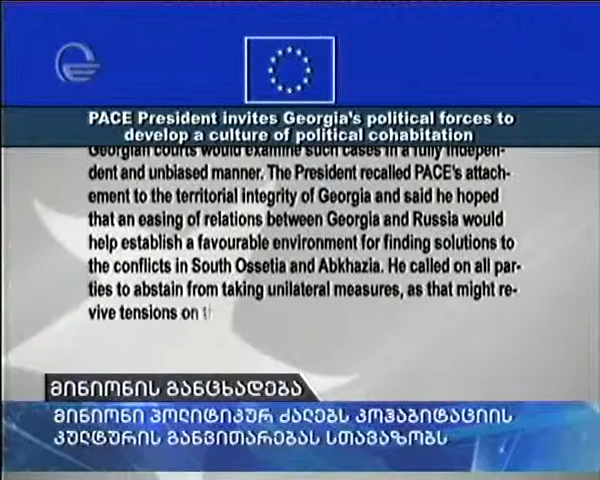 PACE President invites Georgia's political forces to
develop a culture of political cohabitation
Georgian courts would examine such cases in a fully indepen-
dent and unbiased manner. The President recalled PACE's attach-
ement to the territorial integrity of Georgia and said he hoped
that an easing of relations between Georgia and Russia would
help establish a favourable environment for finding solutions to
the conflicts in South Ossetia and Abkhazia. He called on all par-
ties to abstain from taking unilateral measures, as that might re-
vive tensions on t
მინიონის განცხადება
მინიონი პოლიტიკურ ძალებს კოჰაბიტაციის
კულტურის განვითარებას სთავაზობს